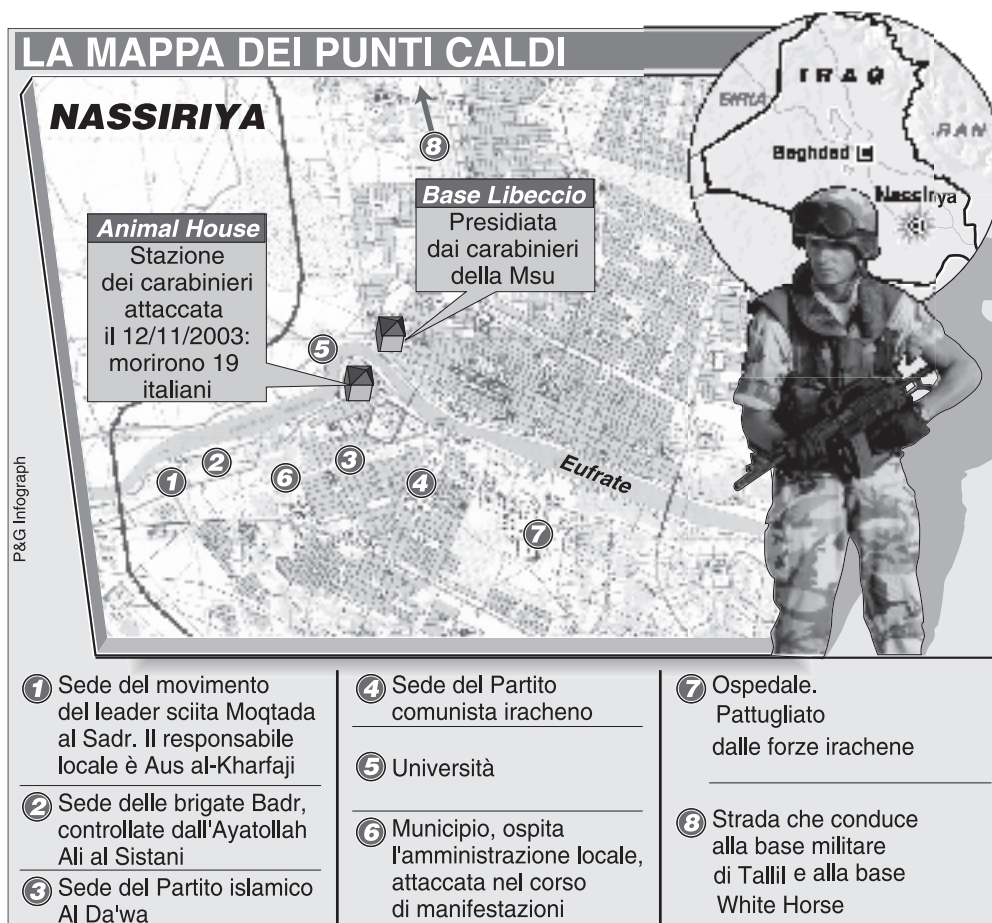 LA MAPPA DEI PUNTI CALDI
NASSIRIYA
8
IRAQ
Baghdad
Animal House
Stazione
dei carabinieri
attaccata
il 12/11/2003:
morirono 19
italiani
Base Libeccio
Presidiata
dai carabinieri
della Msu
5
1
2
6
3
4
7
Eufrate
P&G Infograph
1 Sede del movimento
del leader sciita Moqtada
al Sadr. Il responsabile
locale è Aus al-Kharfaji
2 Sede delle brigate Badr,
controllate dall'Ayatollah
Ali al Sistani
3 Sede del Partito islamico
Al Da'wa
4 Sede del Partito
comunista iracheno
5 Università
6 Municipio, ospita
l'amministrazione locale,
attaccata nel corso
di manifestazioni
7 Ospedale.
Pattugliato
dalle forze irachene
8 Strada che conduce
alla base militare
di Tallil e alla base
White Horse